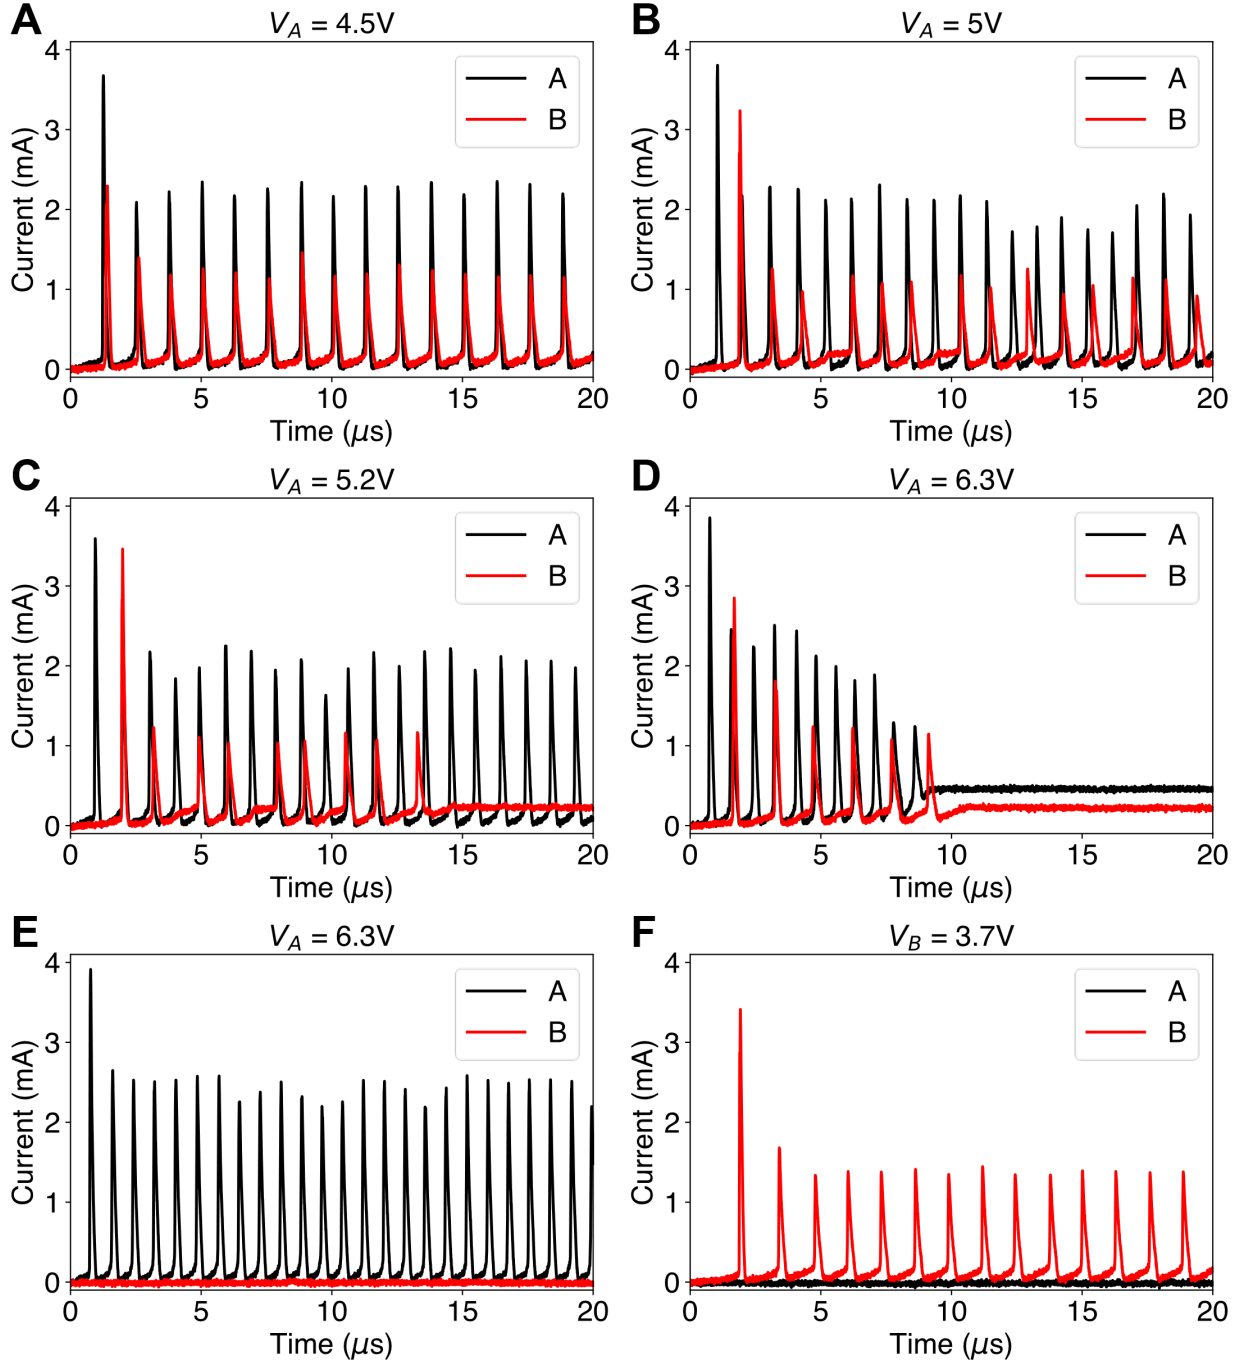 A
V_A = 4.5V
Current (mA)
4
3
2
1
0
A
B
0 5 10 15 20
Time (μs)
B
V_A = 5V
Current (mA)
4
3
2
1
0
A
B
0 5 10 15 20
Time (μs)
C
V_A = 5.2V
Current (mA)
4
3
2
1
0
A
B
0 5 10 15 20
Time (μs)
D
V_A = 6.3V
Current (mA)
4
3
2
1
0
A
B
0 5 10 15 20
Time (μs)
E
V_A = 6.3V
Current (mA)
4
3
2
1
0
A
B
0 5 10 15 20
Time (μs)
F
V_B = 3.7V
Current (mA)
4
3
2
1
0
A
B
0 5 10 15 20
Time (μs)